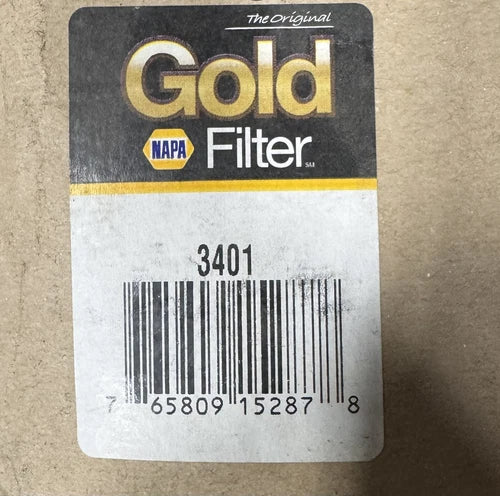 The Original
Gold
NAPA Filter SM
3401
7 65809 15287 8